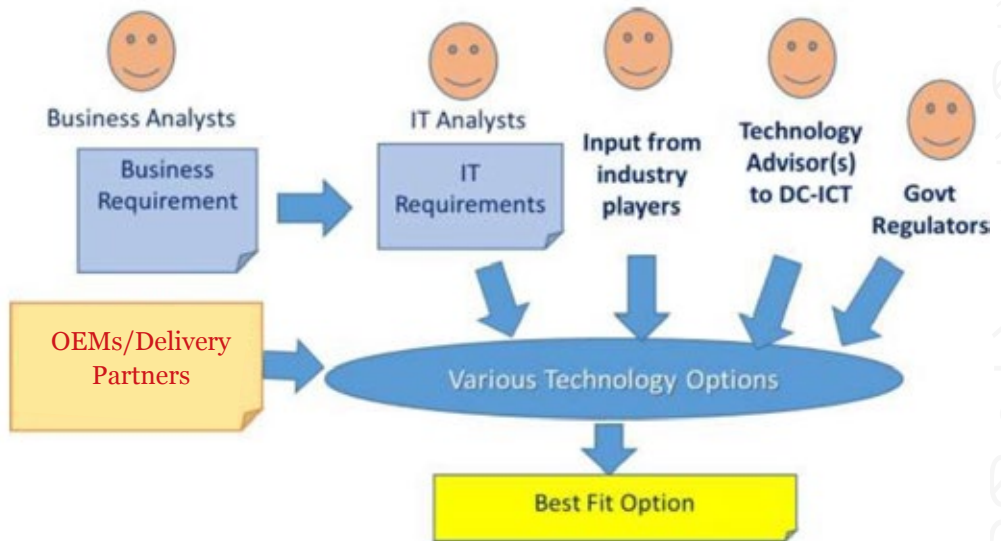 Business Analysts
Business
Requirement
IT Analysts
IT
Requirements
Input from
industry
players
Technology
Advisor(s)
to DC-ICT
Govt
Regulators
OEMs/Delivery
Partners
Various Technology Options
Best Fit Option